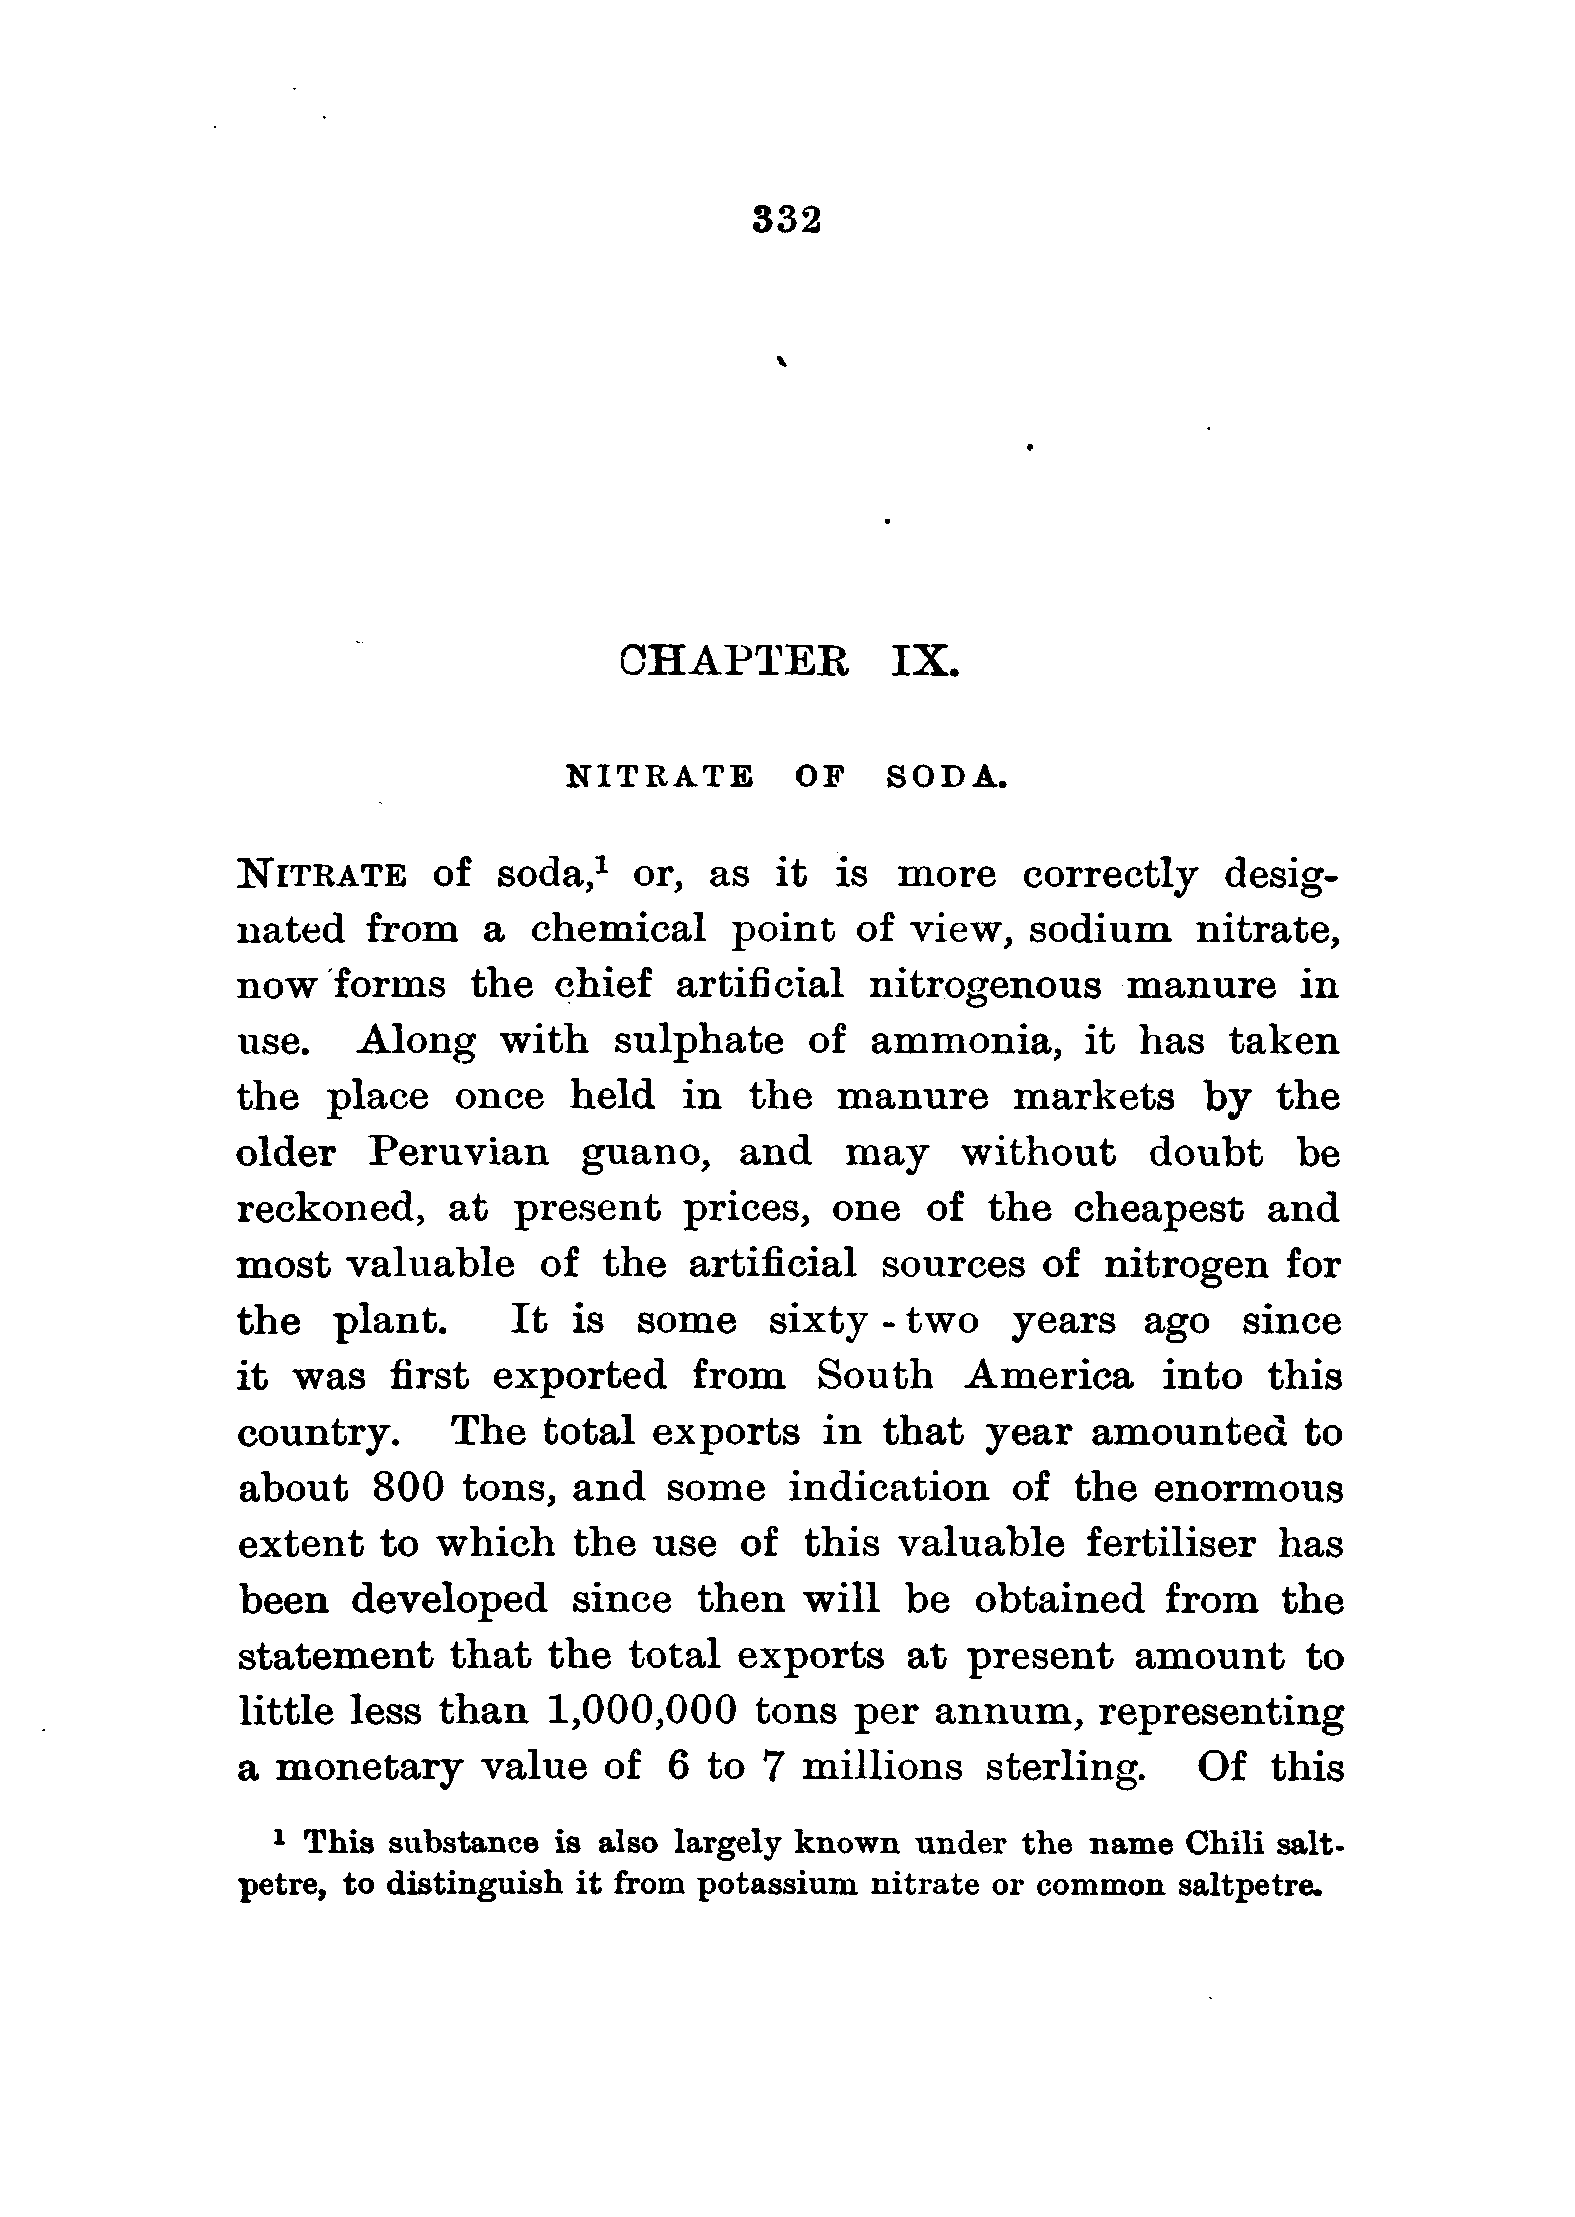 332
CHAPTER IX.
NITRATE OF SODA.
NITRATE of soda,¹ or, as it is more correctly desig-
nated from a chemical point of view, sodium nitrate,
now forms the chief artificial nitrogenous manure in
use. Along with sulphate of ammonia, it has taken
the place once held in the manure markets by the
older Peruvian guano, and may without doubt be
reckoned, at present prices, one of the cheapest and
most valuable of the artificial sources of nitrogen for
the plant. It is some sixty-two years ago since
it was first exported from South America into this
country. The total exports in that year amounted to
about 800 tons, and some indication of the enormous
extent to which the use of this valuable fertiliser has
been developed since then will be obtained from the
statement that the total exports at present amount to
little less than 1,000,000 tons per annum, representing
a monetary value of 6 to 7 millions sterling. Of this
¹ This substance is also largely known under the name Chili salt-
petre, to distinguish it from potassium nitrate or common saltpetre.